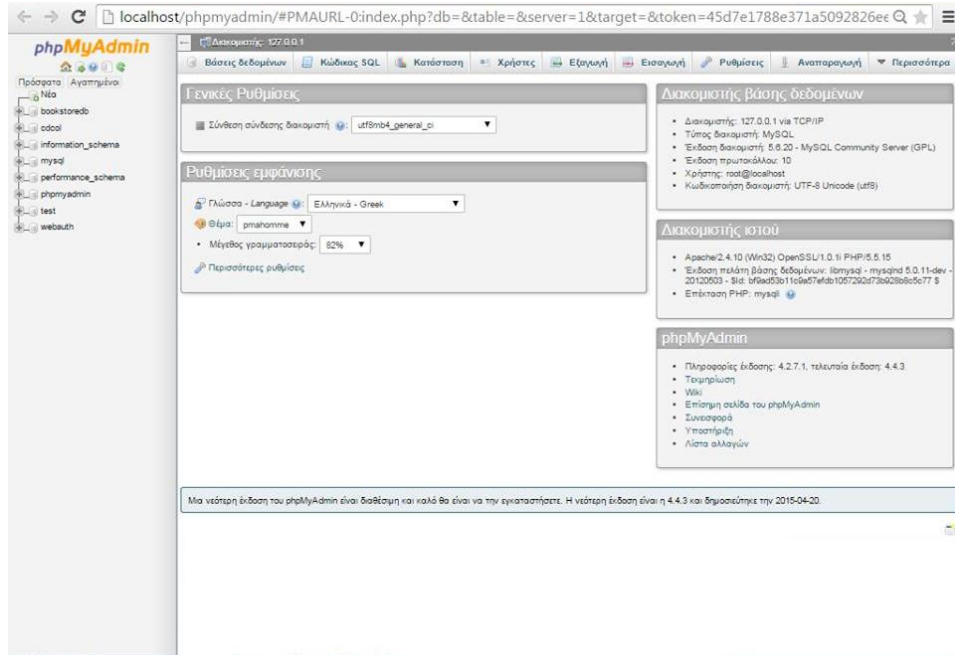 localhost/phpmyadmin/#PMAURL-0:index.php?db=&table=&server=1&target=&token=45d7e1788e371a5092826ee
phpMyAdmin
Πρόσφατα Αγαπημένα
Νέα
bookstoredb
cdcol
information_schema
mysql
performance_schema
phpmyadmin
test
webauth
Διακομιστής: 127.0.0.1
Βάσεις δεδομένων Κώδικας SQL Κατάσταση Χρήστες Εξαγωγή Εισαγωγή Ρυθμίσεις Αναπαραγωγή Περισσότερα
Γενικές Ρυθμίσεις
Σύνθεση σύνδεσης διακομιστή : utf8mb4_general_ci
Ρυθμίσεις εμφάνισης
Γλώσσα - Language : Ελληνικά - Greek
Θέμα: pmahomme
• Μέγεθος γραμματοσειράς: 82%
Περισσότερες ρυθμίσεις
Διακομιστής βάσης δεδομένων
• Διακομιστής: 127.0.0.1 via TCP/IP
• Τύπος διακομιστή: MySQL
• Έκδοση διακομιστή: 5.6.20 - MySQL Community Server (GPL)
• Έκδοση πρωτοκόλλου: 10
• Χρήστης: root@localhost
• Κωδικοποίηση διακομιστή: UTF-8 Unicode (utf8)
Διακομιστής ιστού
• Apache/2.4.10 (Win32) OpenSSL/1.0.1i PHP/5.5.15
• Έκδοση πελάτη βάσης δεδομένων: libmysql - mysqlnd 5.0.11-dev -
20120503 - $Id: bf9ad53b11c9a57efdb1057292d73b928b8c5c77 $
• Επέκταση PHP: mysqli
phpMyAdmin
• Πληροφορίες έκδοσης: 4.2.7.1, τελευταία έκδοση: 4.4.3
• Τεκμηρίωση
• Wiki
• Επίσημη σελίδα του phpMyAdmin
• Συνεισφορά
• Υποστήριξη
• Λίστα αλλαγών
Μια νεότερη έκδοση του phpMyAdmin είναι διαθέσιμη και καλό θα είναι να την εγκαταστήσετε. Η νεότερη έκδοση είναι η 4.4.3 και δημοσιεύτηκε την 2015-04-20.